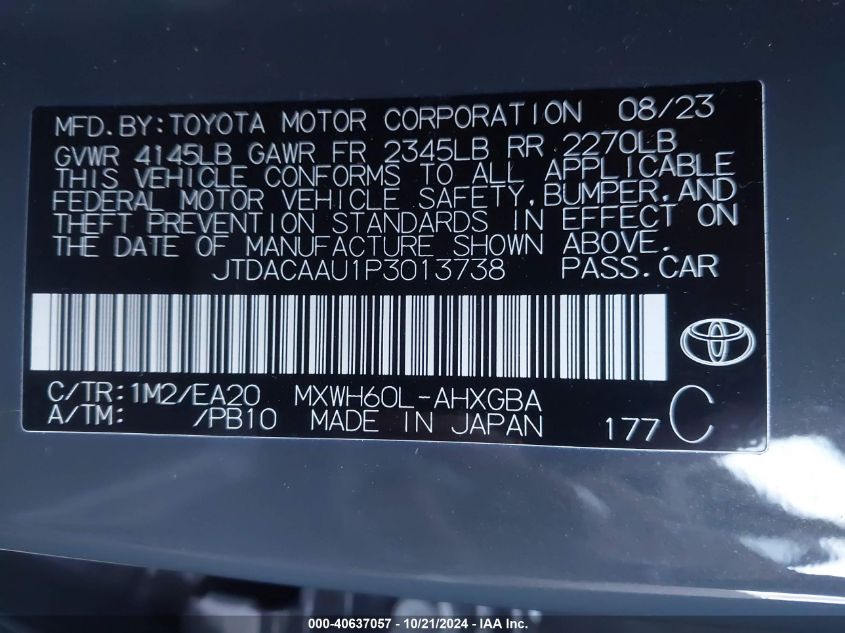 MFD. BY: TOYOTA MOTOR CORPORATION 08/23
GVWR 4145LB GAWR FR 2345LB RR 2270LB
THIS VEHICLE CONFORMS TO ALL APPLICABLE
FEDERAL MOTOR VEHICLE SAFETY, BUMPER, AND
THEFT PREVENTION STANDARDS IN EFFECT ON
THE DATE OF MANUFACTURE SHOWN ABOVE.
JTDACAAU1P3013738 PASS. CAR
C/TR: 1M2/EA20 MXWH60L-AHXGBA
A/TM: /PB10 MADE IN JAPAN 177 C
000-40637057 - 10/21/2024 - IAA Inc.